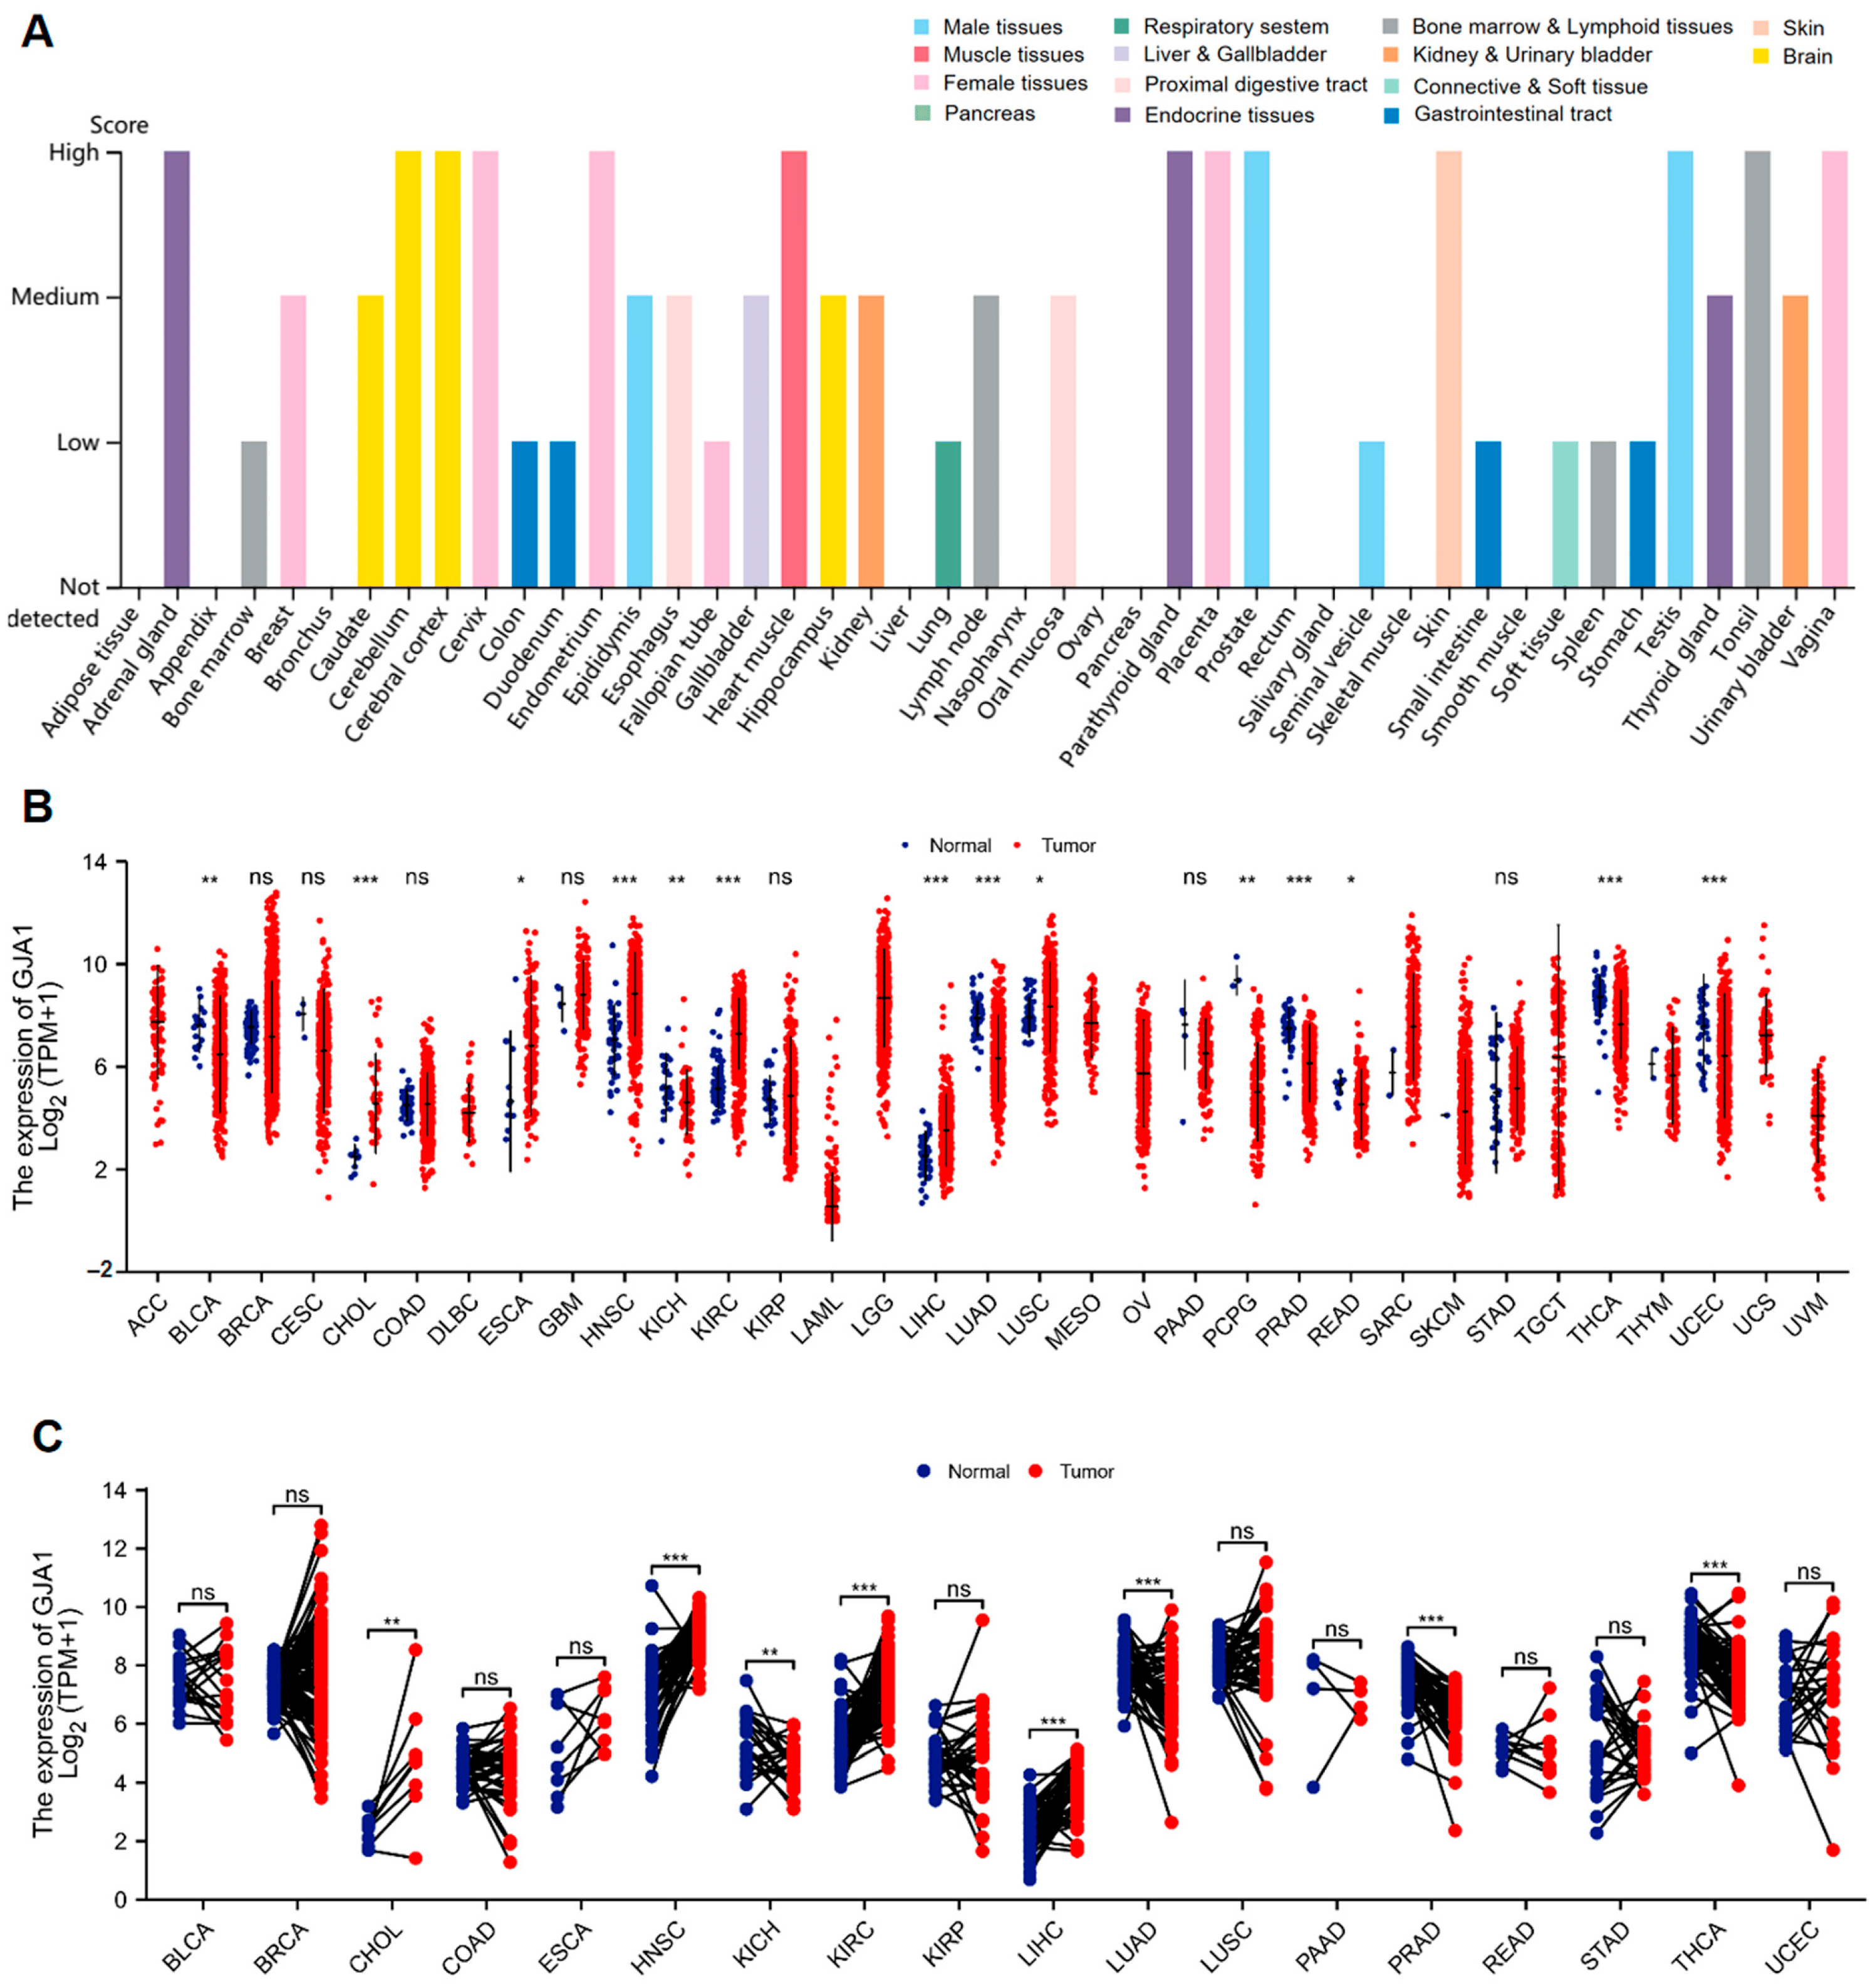 A
Male tissues
Respiratory sestem
Bone marrow & Lymphoid tissues
Skin
Muscle tissues
Liver & Gallbladder
Kidney & Urinary bladder
Brain
Female tissues
Proximal digestive tract
Connective & Soft tissue
Pancreas
Endocrine tissues
Gastrointestinal tract
Score
High
Medium
Low
Not
detected
Adipose tissue
Adrenal gland
Appendix
Bone marrow
Breast
Bronchus
Caudate
Cerebellum
Cerebral cortex
Cervix
Colon
Duodenum
Endometrium
Epididymis
Esophagus
Fallopian tube
Gallbladder
Heart muscle
Hippocampus
Kidney
Liver
Lung
Lymph node
Nasopharynx
Oral mucosa
Ovary
Pancreas
Parathyroid gland
Placenta
Prostate
Rectum
Salivary gland
Seminal vesicle
Skeletal muscle
Skin
Small intestine
Smooth muscle
Soft tissue
Spleen
Stomach
Testis
Thyroid gland
Tonsil
Urinary bladder
Vagina
B
Normal Tumor
The expression of GJA1
Log2 (TPM+1)
14
10
6
2
–2
** ns ns *** ns * ns *** ** *** ns *** *** * ns ** *** * ns *** ***
ACC
BLCA
BRCA
CESC
CHOL
COAD
DLBC
ESCA
GBM
HNSC
KICH
KIRC
KIRP
LAML
LGG
LIHC
LUAD
LUSC
MESO
OV
PAAD
PCPG
PRAD
READ
SARC
SKCM
STAD
TGCT
THCA
THYM
UCEC
UCS
UVM
C
Normal Tumor
The expression of GJA1
Log2 (TPM+1)
14
12
10
8
6
4
2
0
ns ns ** ns ns *** ** *** ns *** *** ns ns *** ns ns *** ns
BLCA
BRCA
CHOL
COAD
ESCA
HNSC
KICH
KIRC
KIRP
LIHC
LUAD
LUSC
PAAD
PRAD
READ
STAD
THCA
UCEC